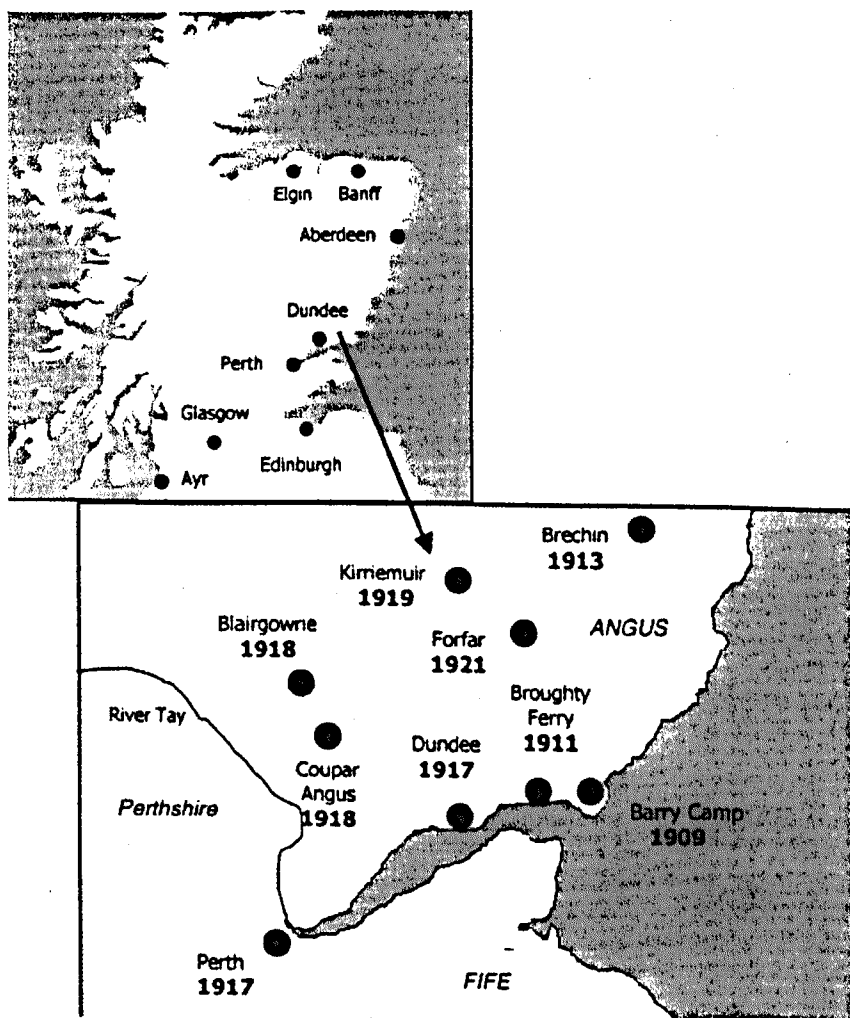 Elgin
Banff
Aberdeen
Dundee
Perth
Glasgow
Edinburgh
Ayr
Brechin
1913
Kirriemuir
1919
Blairgowrie
1918
Forfar
1921
ANGUS
Broughty
Ferry
1911
River Tay
Dundee
1917
Coupar
Angus
1918
Perthshire
Barry Camp
1909
Perth
1917
FIFE